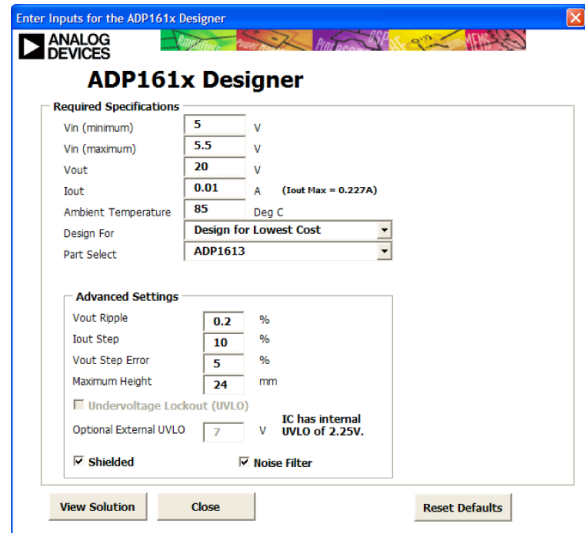 Enter Inputs for the ADP161x Designer
ANALOG
DEVICES
ADP161x Designer
Required Specifications
Vin (minimum) 5 V
Vin (maximum) 5.5 V
Vout 20 V
Iout 0.01 A (Iout Max = 0.227A)
Ambient Temperature 85 Deg C
Design For Design for Lowest Cost
Part Select ADP1613
Advanced Settings
Vout Ripple 0.2 %
Iout Step 10 %
Vout Step Error 5 %
Maximum Height 24 mm
Undervoltage Lockout (UVLO)
Optional External UVLO 7 V IC has internal
UVLO of 2.25V.
Shielded Noise Filter
View Solution Close Reset Defaults